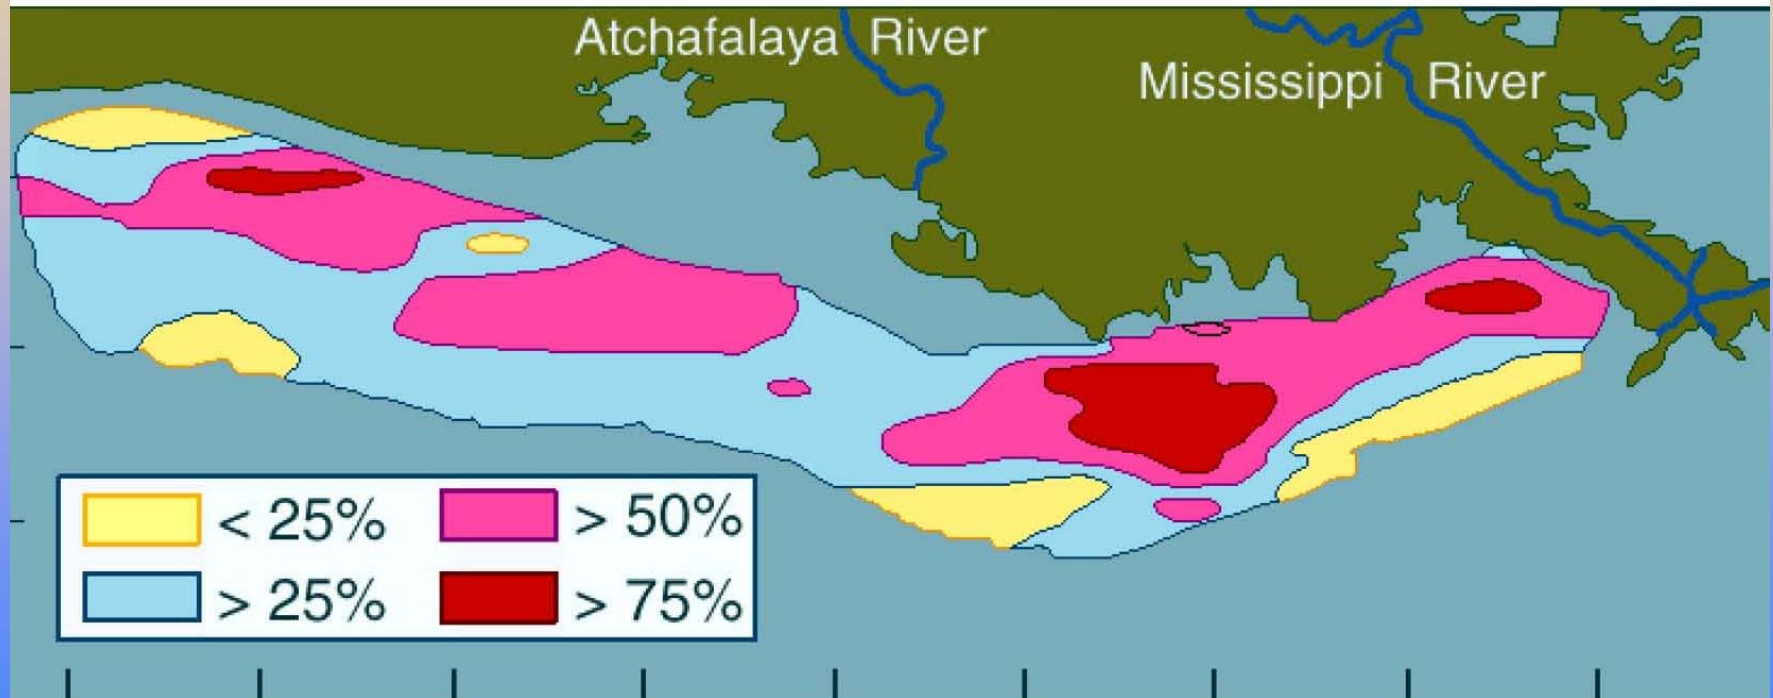 Atchafalaya River
Mississippi River
< 25%
> 50%
> 25%
> 75%